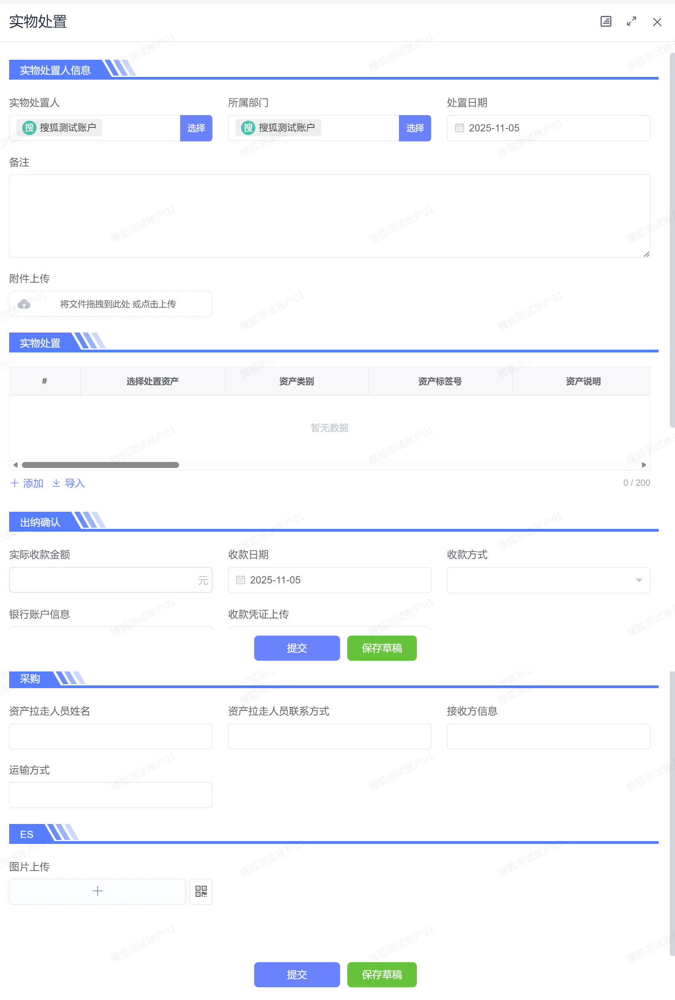 实物处置
实物处置人信息
实物处置人
所属部门
处置日期
搜 搜狐测试账户 选择
搜 搜狐测试账户 选择
2025-11-05
备注
附件上传
将文件拖拽到此处 或点击上传
实物处置
# 选择处置资产 资产类别 资产标签号 资产说明
暂无数据
添加 导入
0 / 200
出纳确认
实际收款金额
收款日期
收款方式
元
2025-11-05
银行账户信息
收款凭证上传
提交 保存草稿
采购
资产拉走人员姓名
资产拉走人员联系方式
接收方信息
运输方式
ES
图片上传
提交 保存草稿
搜狐测试账户01